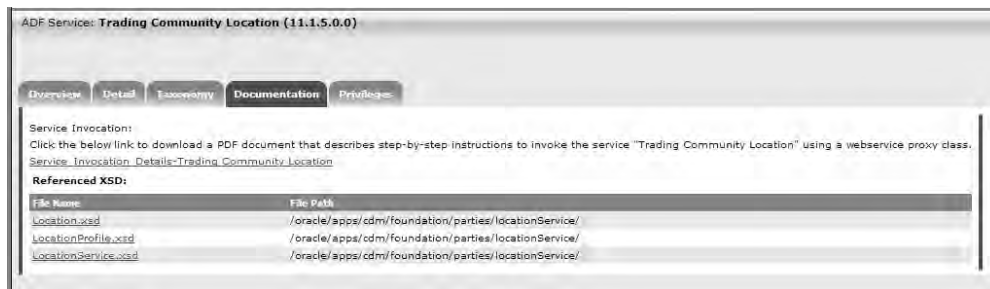 ADF Service: Trading Community Location (11.1.5.0.0)
Overview Detail Taxonomy Documentation Privileges
Service Invocation:
Click the below link to download a PDF document that describes step-by-step instructions to invoke the service "Trading Community Location" using a webservice proxy class.
Service Invocation Details-Trading Community Location
Referenced XSD:
File Name File Path
Location.xsd /oracle/apps/cdm/foundation/parties/locationService/
LocationProfile.xsd /oracle/apps/cdm/foundation/parties/locationService/
LocationService.xsd /oracle/apps/cdm/foundation/parties/locationService/